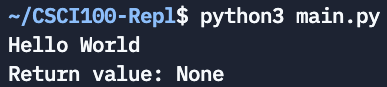 ~/CSCI100-Repl$ python3 main.py
Hello World
Return value: None